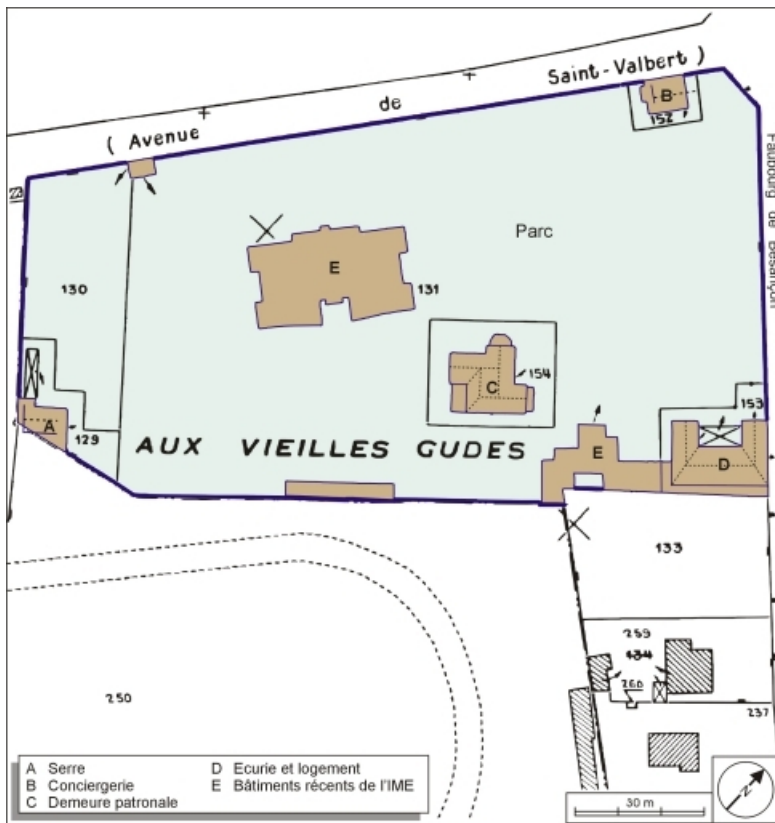 ( Avenue de Saint-Valbert )
B
152
Faubourg de Besançon
Parc
E
130
131
154
C
153
A
129
AUX VIEILLES GUDES
E
D
133
259
134
260
250
237
A Serre
B Conciergerie
C Demeure patronale
D Ecurie et logement
E Bâtiments récents de l'IME
30 m
N